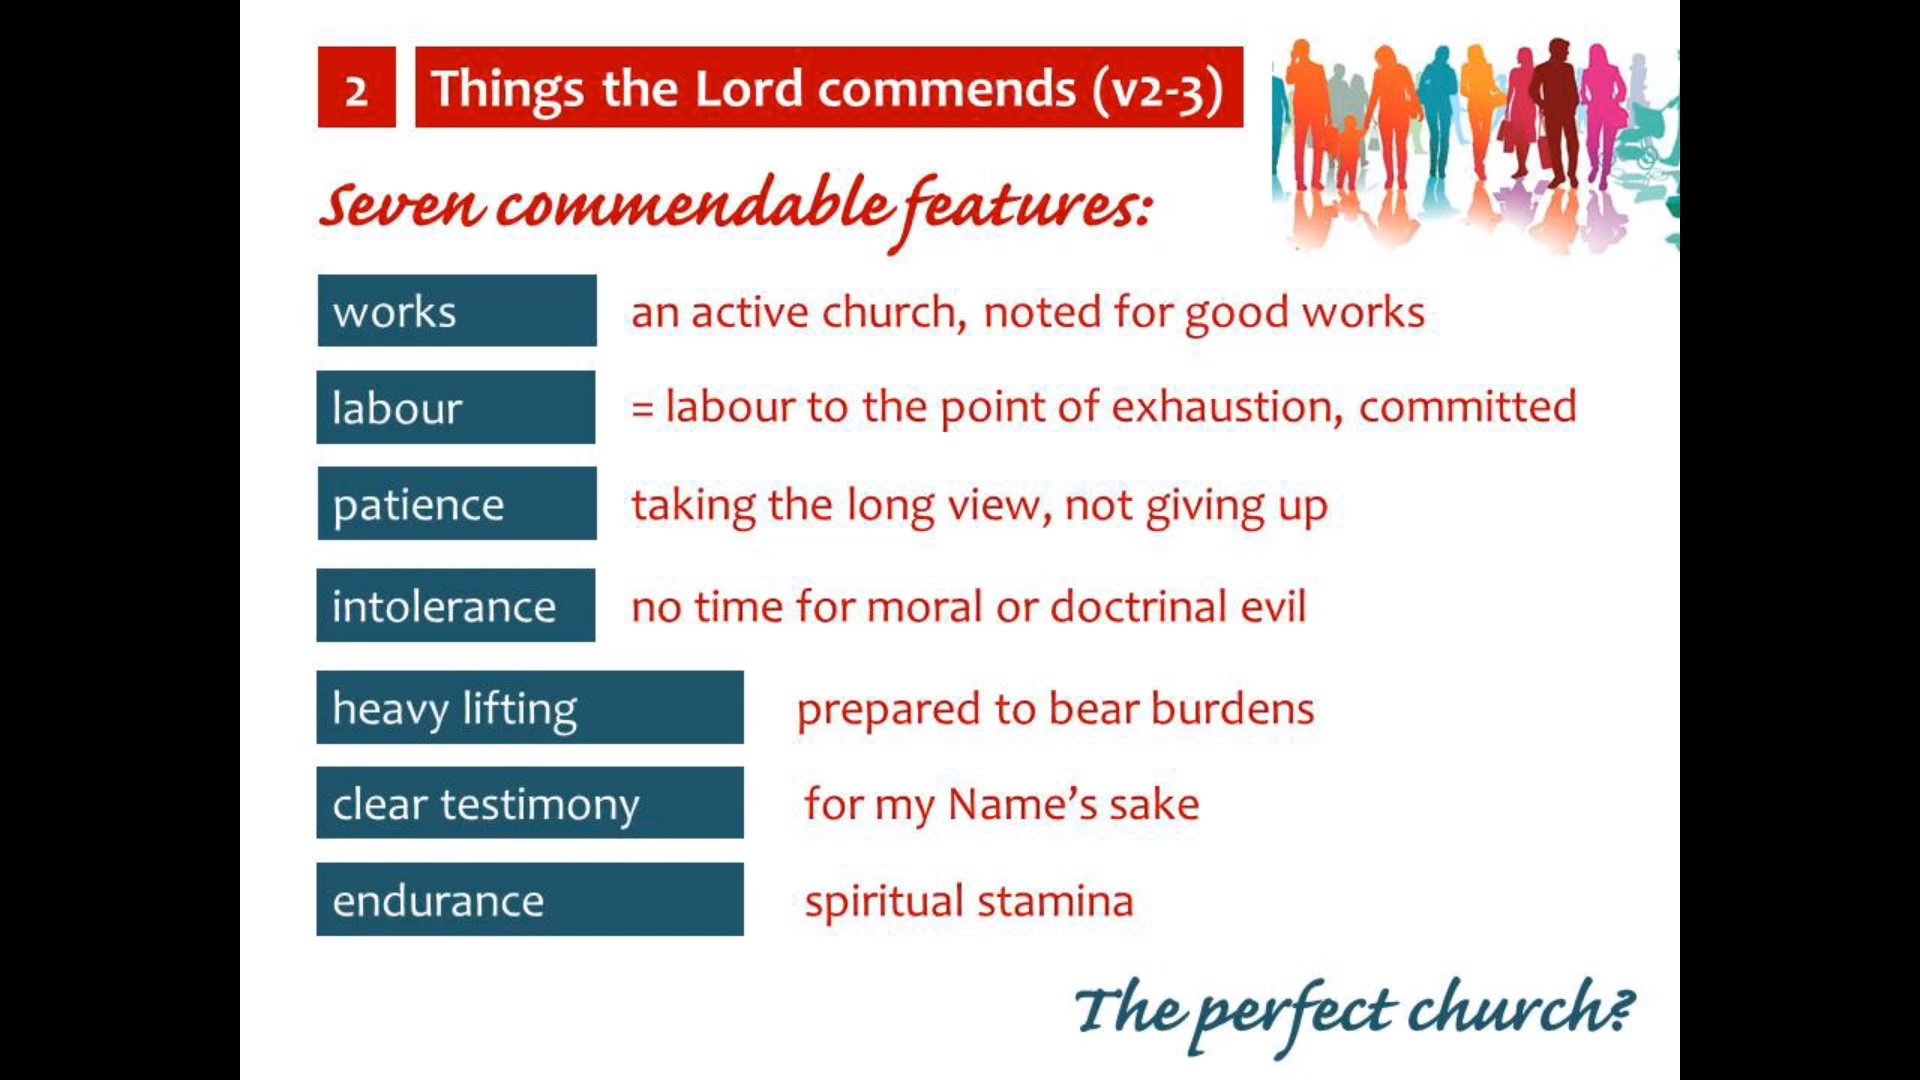 2 Things the Lord commends (v2-3)
Seven commendable features:
works an active church, noted for good works
labour = labour to the point of exhaustion, committed
patience taking the long view, not giving up
intolerance no time for moral or doctrinal evil
heavy lifting prepared to bear burdens
clear testimony for my Name’s sake
endurance spiritual stamina
The perfect church?